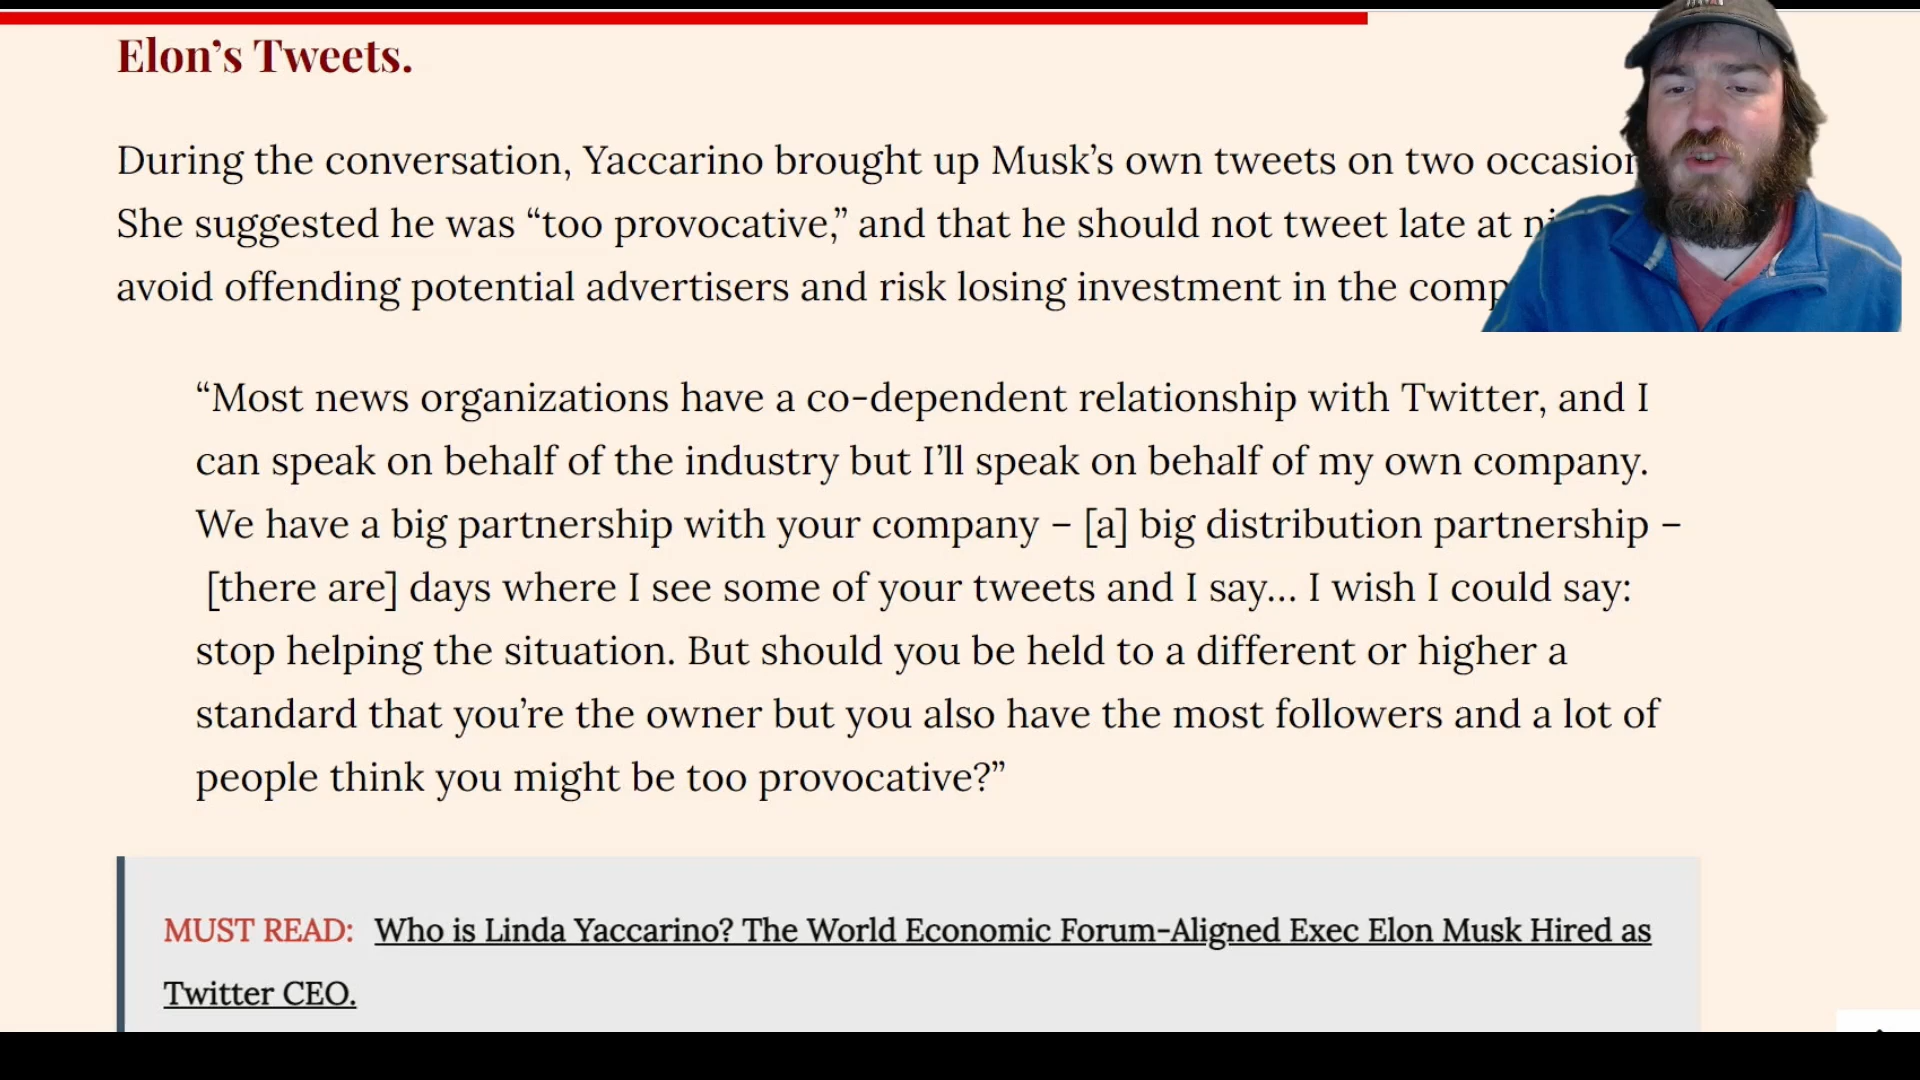 Elon’s Tweets.
During the conversation, Yaccarino brought up Musk’s own tweets on two
She suggested he was “too provocative,” and that he should not tweet late at
avoid offending potential advertisers and risk losing investment in the
“Most news organizations have a co-dependent relationship with Twitter, and I
can speak on behalf of the industry but I’ll speak on behalf of my own company.
We have a big partnership with your company – [a] big distribution partnership –
[there are] days where I see some of your tweets and I say… I wish I could say:
stop helping the situation. But should you be held to a different or higher a
standard that you’re the owner but you also have the most followers and a lot of
people think you might be too provocative?”
MUST READ: Who is Linda Yaccarino? The World Economic Forum-Aligned Exec Elon Musk Hired as
Twitter CEO.